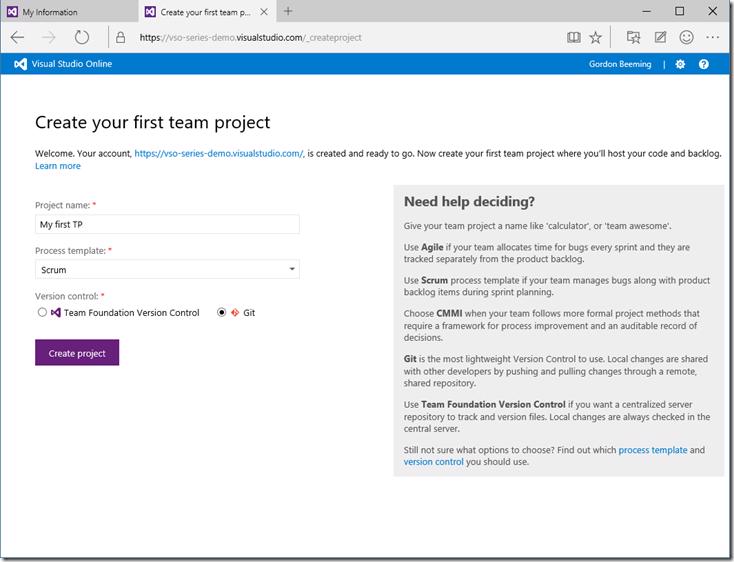 My Information
Create your first team p...
https://vso-series-demo.visualstudio.com/_createproject
Visual Studio Online
Gordon Beeming
Create your first team project
Welcome. Your account, https://vso-series-demo.visualstudio.com/, is created and ready to go. Now create your first team project where you'll host your code and backlog.
Learn more
Project name: *
My first TP
Process template: *
Scrum
Version control: *
Team Foundation Version Control
Git
Create project
Need help deciding?
Give your team project a name like 'calculator', or 'team awesome'.
Use Agile if your team allocates time for bugs every sprint and they are
tracked separately from the product backlog.
Use Scrum process template if your team manages bugs along with product
backlog items during sprint planning.
Choose CMMI when your team follows more formal project methods that
require a framework for process improvement and an auditable record of
decisions.
Git is the most lightweight Version Control to use. Local changes are shared
with other developers by pushing and pulling changes through a remote,
shared repository.
Use Team Foundation Version Control if you want a centralized server
repository to track and version files. Local changes are always checked in the
central server.
Still not sure what options to choose? Find out which process template and
version control you should use.